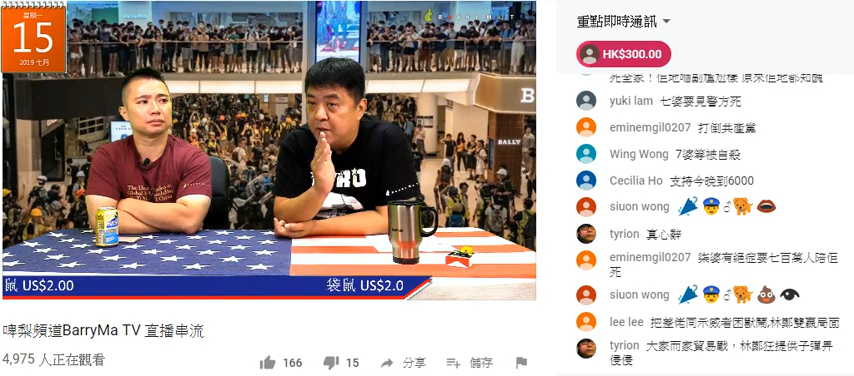 星期一
15
2019 七月
BarryMaTV
BALLY
鼠 US$2.00
袋鼠 US$2.0
啤梨頻道BarryMa TV 直播串流
4,975 人正在觀看
166
15
分享
儲存
重點即時通訊
HK$300.00
yuki lam 七婆要見警方死
eminemgil0207 打倒共產黨
Wing Wong 7婆等被自殺
Cecilia Ho 支持今晚到6000
siuon wong
tyrion 真心辭
eminemgil0207 柒婆有絕症要七百萬人陪佢
死
siuon wong
lee lee 把差佬同示威者困獸鬭,林鄭雙贏局面
tyrion 大家而家貿易戰，林鄭狂提供子彈畀
侵侵